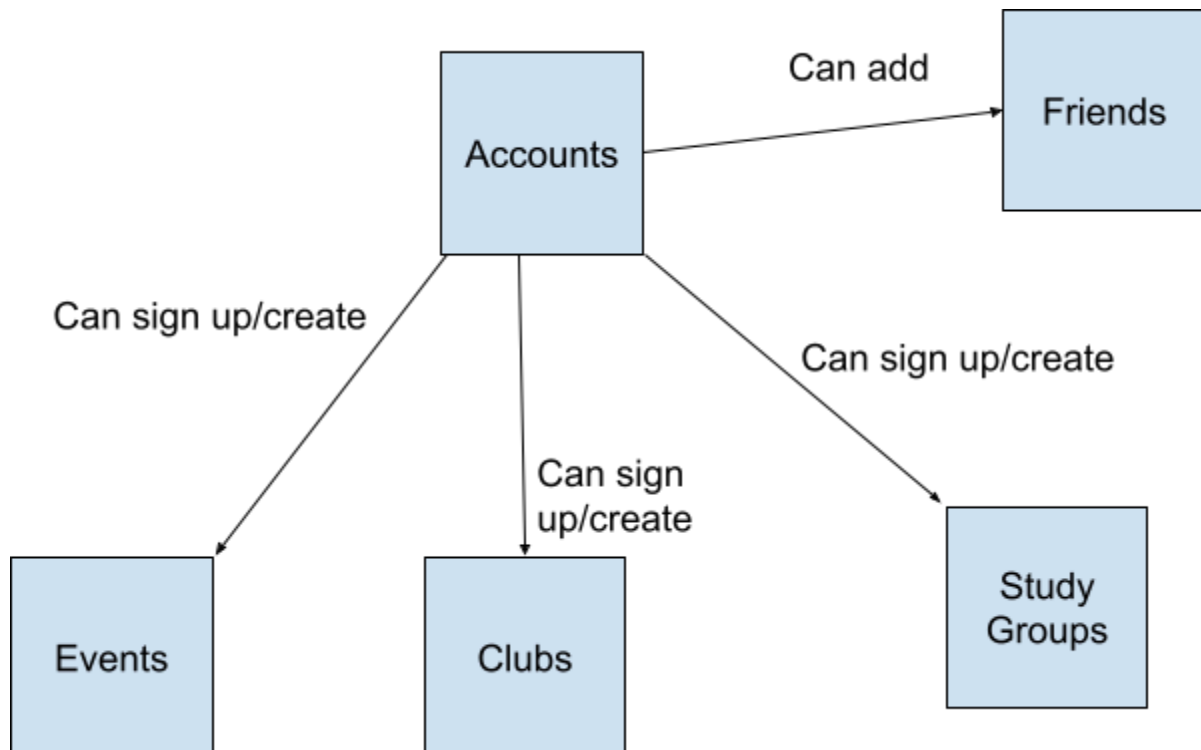 Can add
Friends
Accounts
Can sign up/create
Can sign up/create
Can sign
up/create
Study
Groups
Events
Clubs